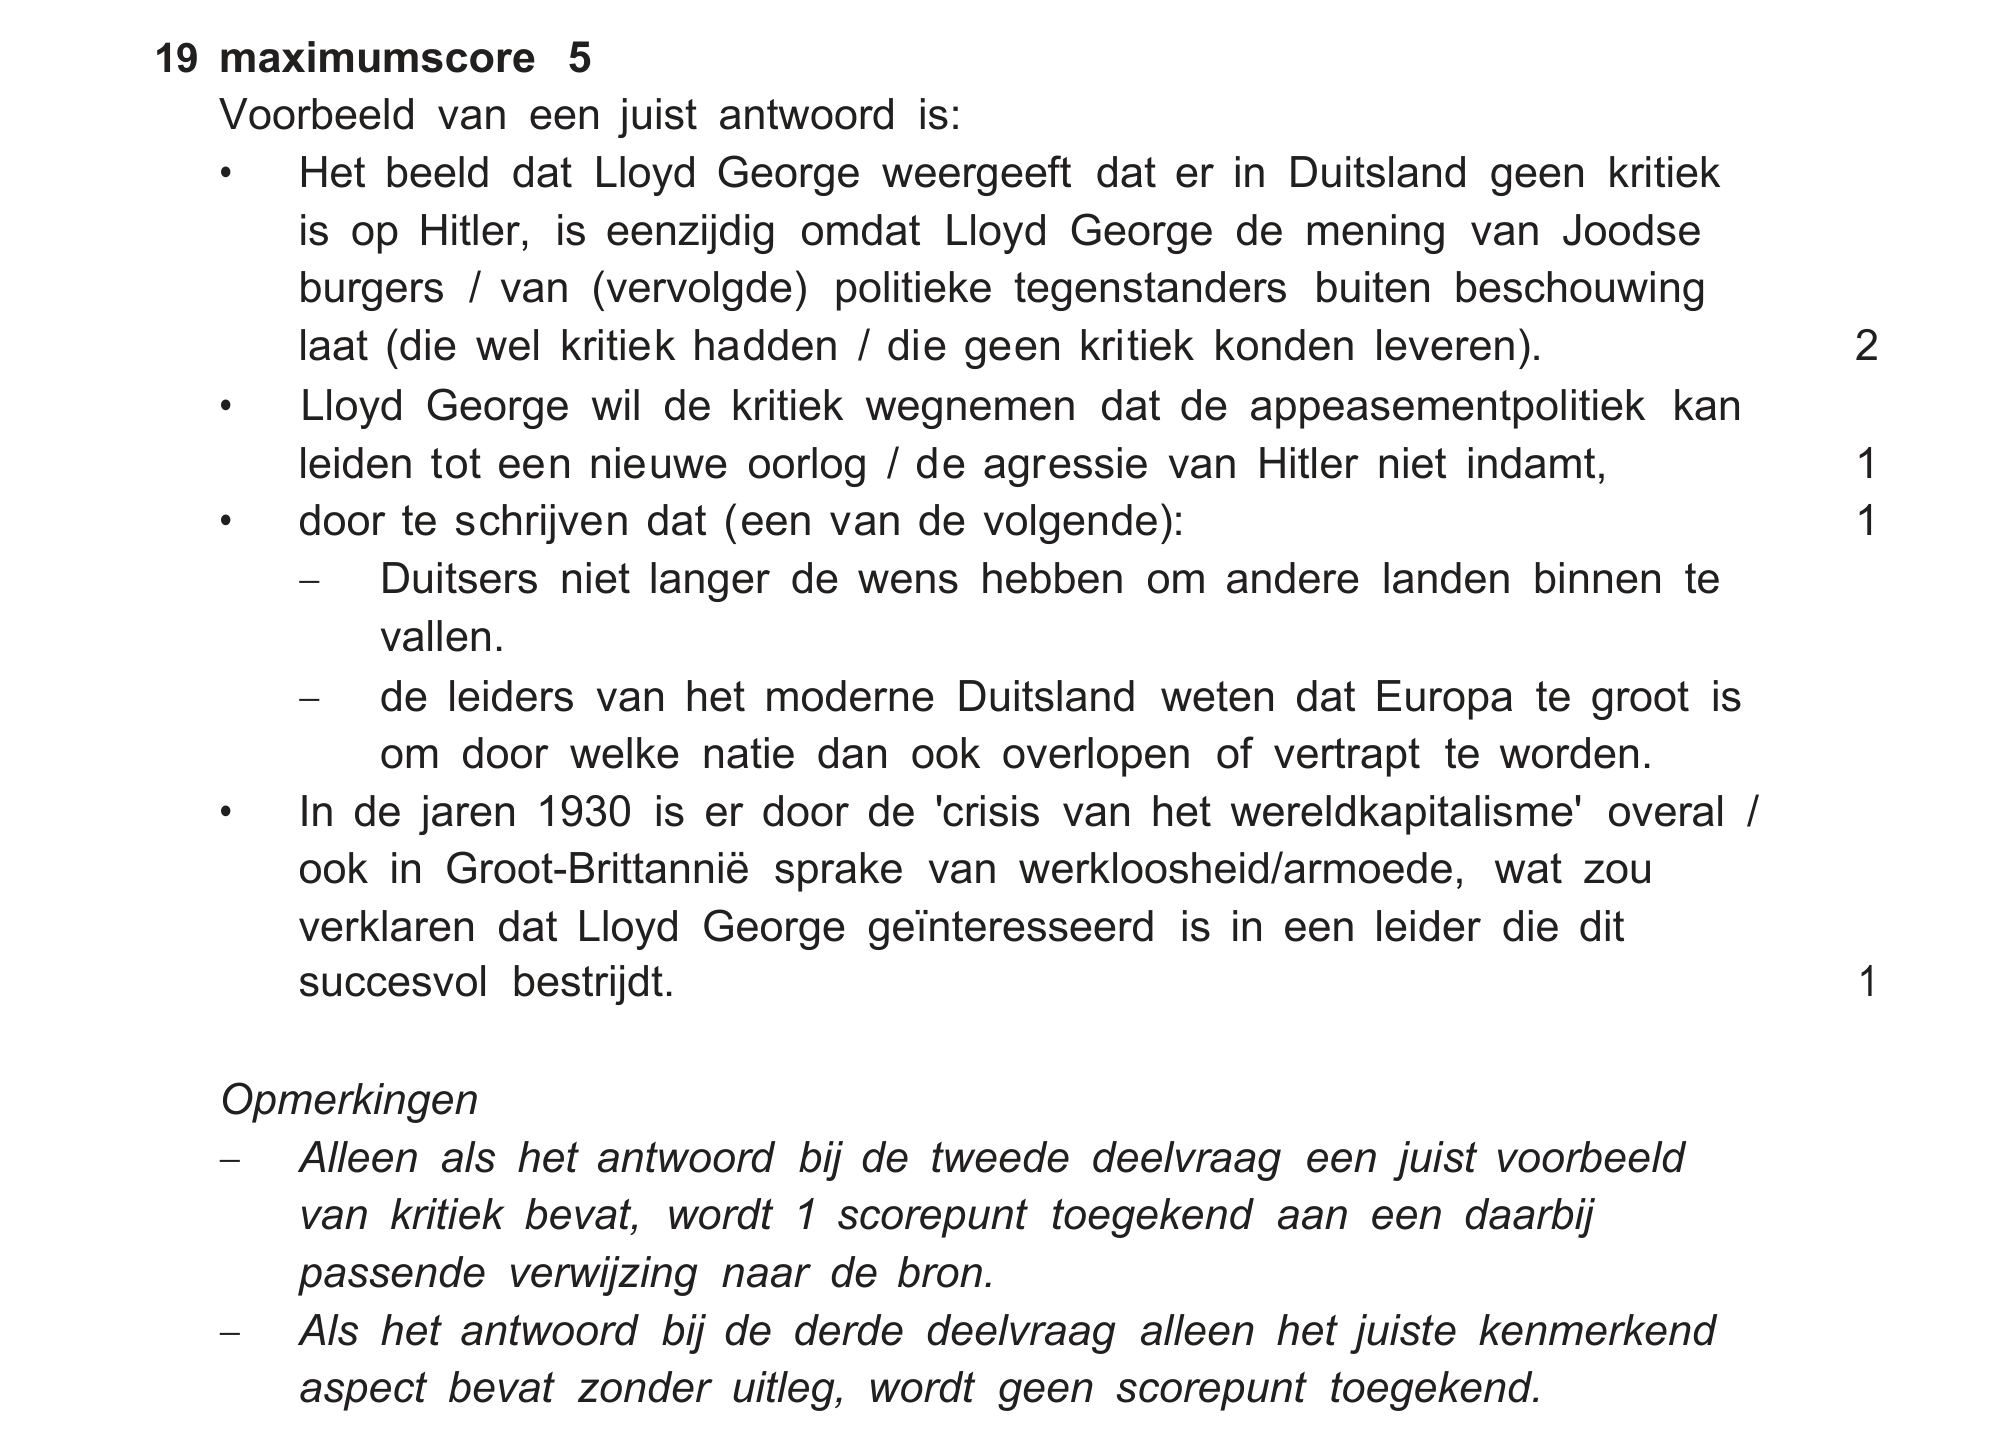 19 maximumscore 5
Voorbeeld van een juist antwoord is:
• Het beeld dat Lloyd George weergeeft dat er in Duitsland geen kritiek
is op Hitler, is eenzijdig omdat Lloyd George de mening van Joodse
burgers / van (vervolgde) politieke tegenstanders buiten beschouwing
laat (die wel kritiek hadden / die geen kritiek konden leveren). 2
• Lloyd George wil de kritiek wegnemen dat de appeasementpolitiek kan
leiden tot een nieuwe oorlog / de agressie van Hitler niet indamt, 1
• door te schrijven dat (een van de volgende): 1
− Duitsers niet langer de wens hebben om andere landen binnen te
vallen.
− de leiders van het moderne Duitsland weten dat Europa te groot is
om door welke natie dan ook overlopen of vertrapt te worden.
• In de jaren 1930 is er door de 'crisis van het wereldkapitalisme' overal /
ook in Groot-Brittannië sprake van werkloosheid/armoede, wat zou
verklaren dat Lloyd George geïnteresseerd is in een leider die dit
succesvol bestrijdt. 1
Opmerkingen
− Alleen als het antwoord bij de tweede deelvraag een juist voorbeeld
van kritiek bevat, wordt 1 scorepunt toegekend aan een daarbij
passende verwijzing naar de bron.
− Als het antwoord bij de derde deelvraag alleen het juiste kenmerkend
aspect bevat zonder uitleg, wordt geen scorepunt toegekend.